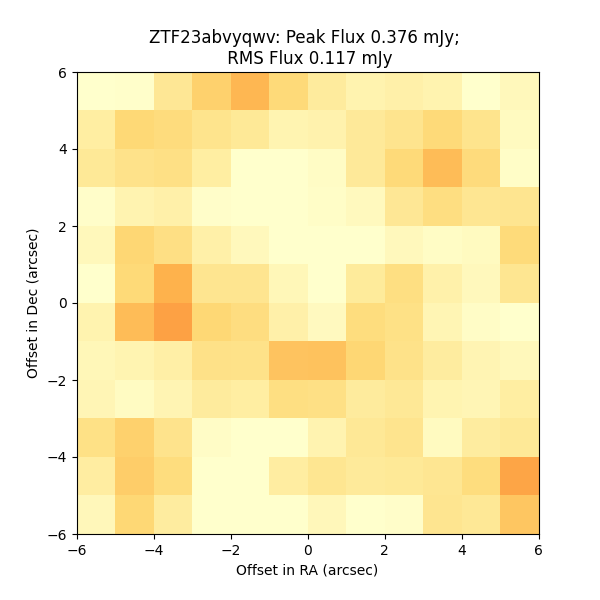 ZTF23abvyqwv: Peak Flux 0.376 mJy;
RMS Flux 0.117 mJy
6
4
2
0
−2
−4
−6
Offset in Dec (arcsec)
−6 −4 −2 0 2 4 6
Offset in RA (arcsec)